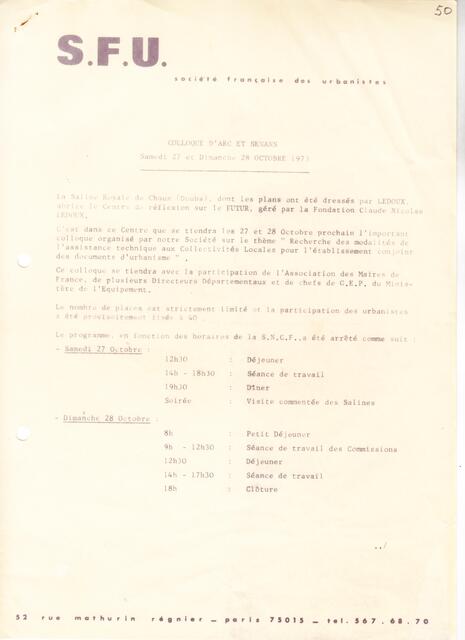 50
S.F.U.
société française des urbanistes
COLLOQUE D'ARC ET SENANS
Samedi 27 et Dimanche 28 OCTOBRE 1973
La Saline Royale de Chaux (Doubs), dont les plans ont été dressés par LEDOUX,
abrite le Centre de réflexion sur le FUTUR, géré par la Fondation Claude Nicolas
LEDOUX.
C'est dans ce Centre que se tiendra les 27 et 28 Octobre prochain l'important
colloque organisé par notre Société sur le thème " Recherche des modalités de
l'assistance technique aux Collectivités Locales pour l'établissement conjoint
des documents d'urbanisme " .
Ce colloque se tiendra avec la participation de l'Association des Maires de
France, de plusieurs Directeurs Départementaux et de chefs de G.E.P. du Minis-
tère de l'Equipement.
Le nombre de places est strictement limité et la participation des urbanistes
a été provisoirement fixée à 40 .
Le programme, en fonction des horaires de la S.N.C.F., a été arrêté comme suit :
- Samedi 27 Octobre :
12h30 : Déjeuner
14h - 18h30 : Séance de travail
19h30 : Dîner
Soirée : Visite commentée des Salines
- Dimanche 28 Octobre :
8h : Petit Déjeuner
9h - 12h30 : Séance de travail des Commissions
12h30 : Déjeuner
14h - 17h30 : Séance de travail
18h : Clôture
../
52 rue mathurin régnier — paris 75015 — tel. 567.68.70